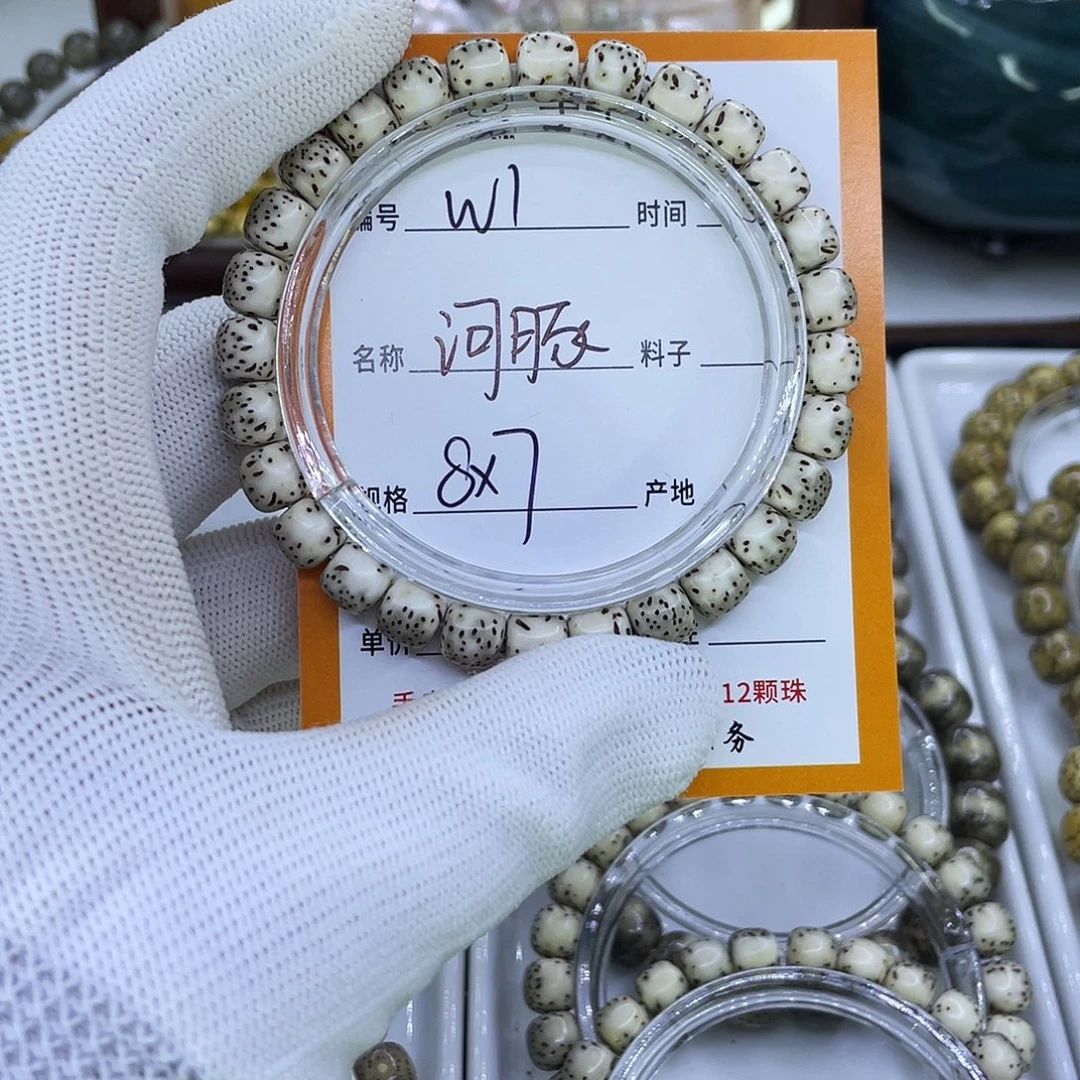 编号 W1 时间
名称 河豚 料子
规格 8x7 产地
单价
12颗珠
务